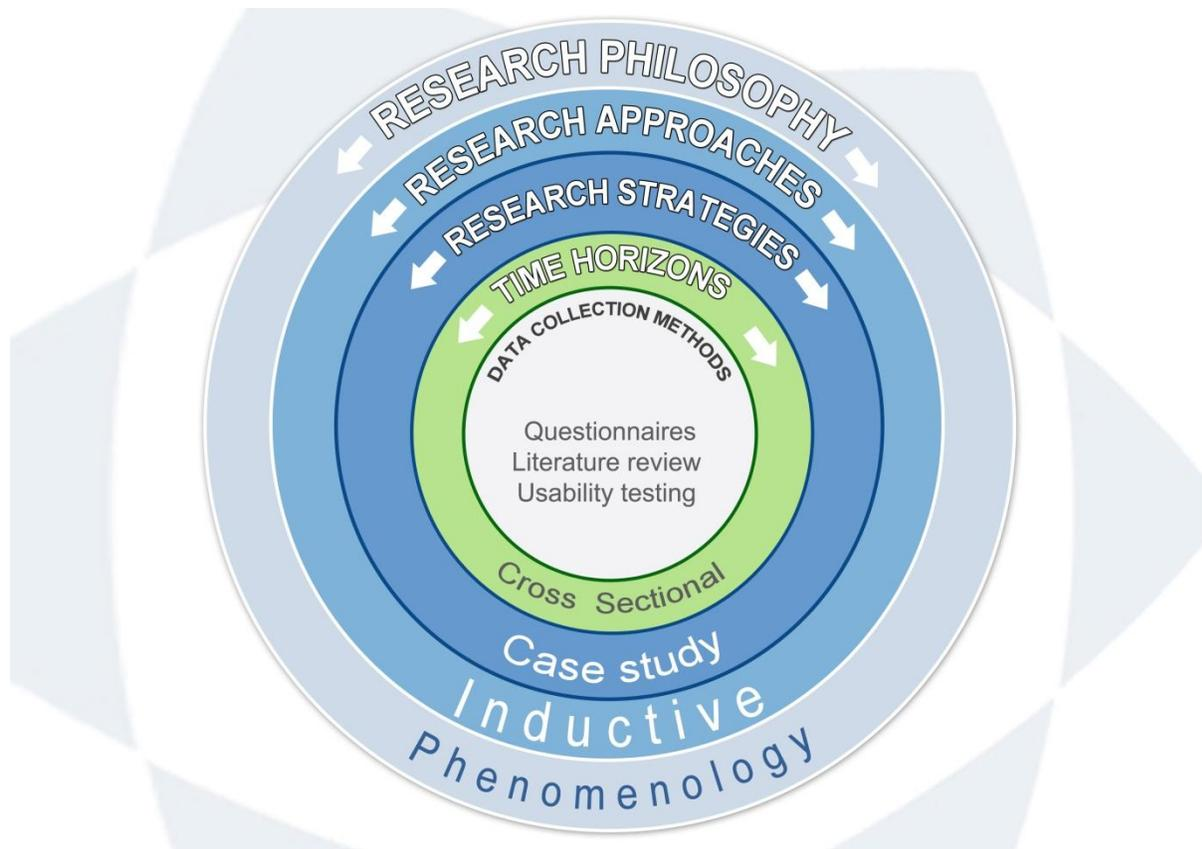 RESEARCH PHILOSOPHY
RESEARCH APPROACHES
RESEARCH STRATEGIES
TIME HORIZONS
DATA COLLECTION METHODS
Questionnaires
Literature review
Usability testing
Cross Sectional
Case study
Inductive
Phenomenology